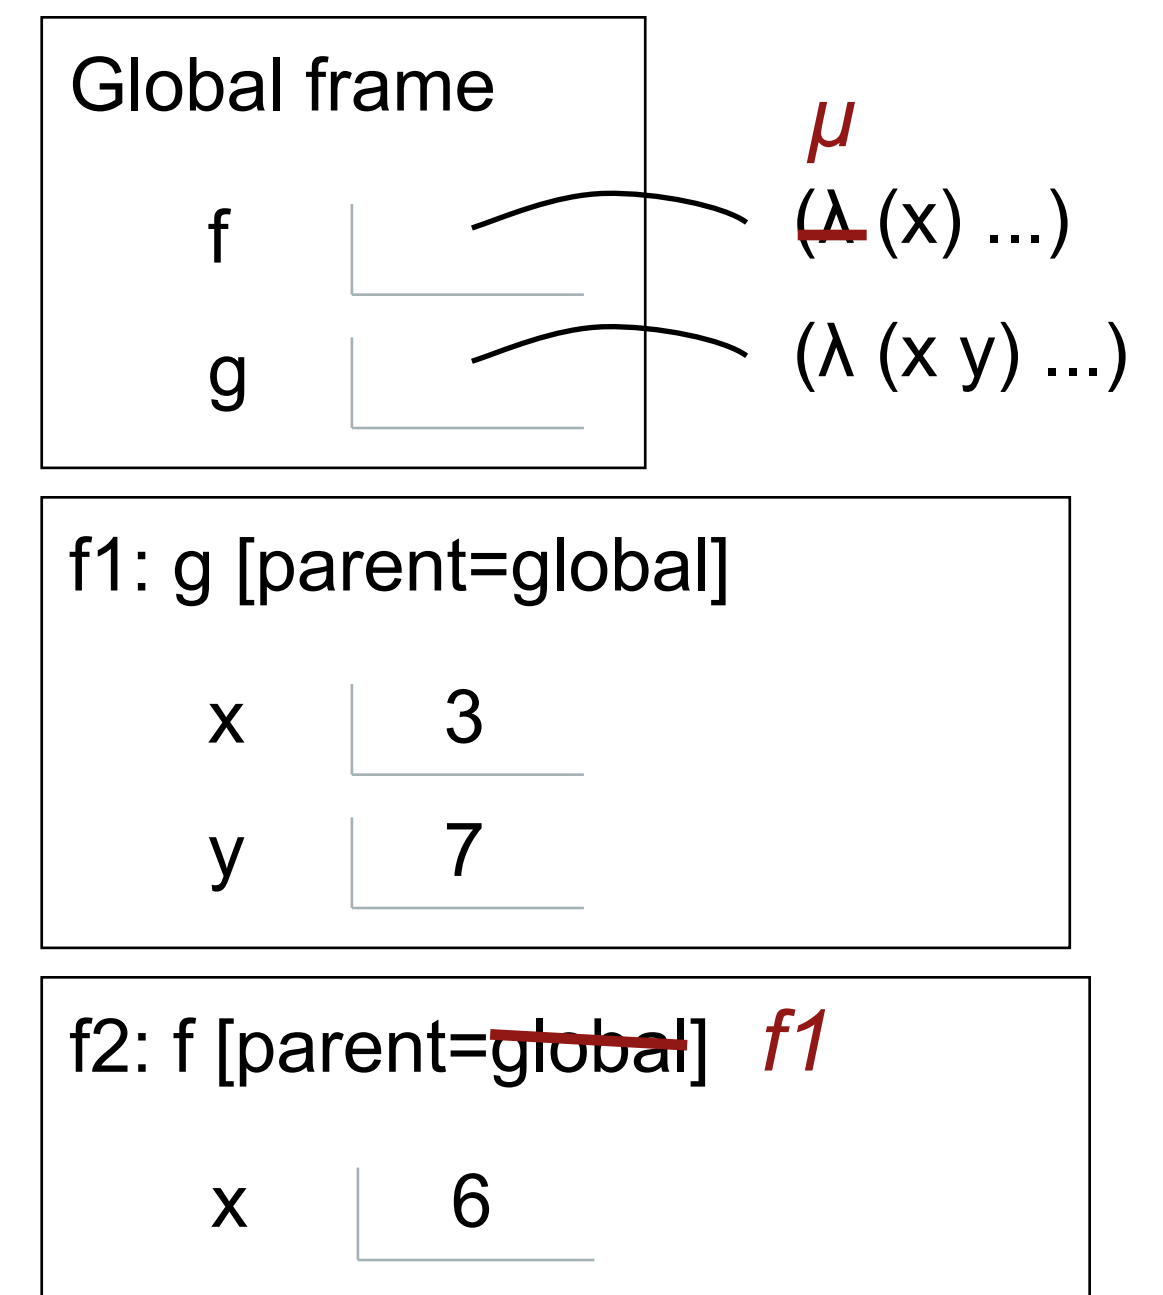 Global frame
μ
f (λ (x) ...)
g (λ (x y) ...)
f1: g [parent=global]
x 3
y 7
f2: f [parent=global] f1
x 6